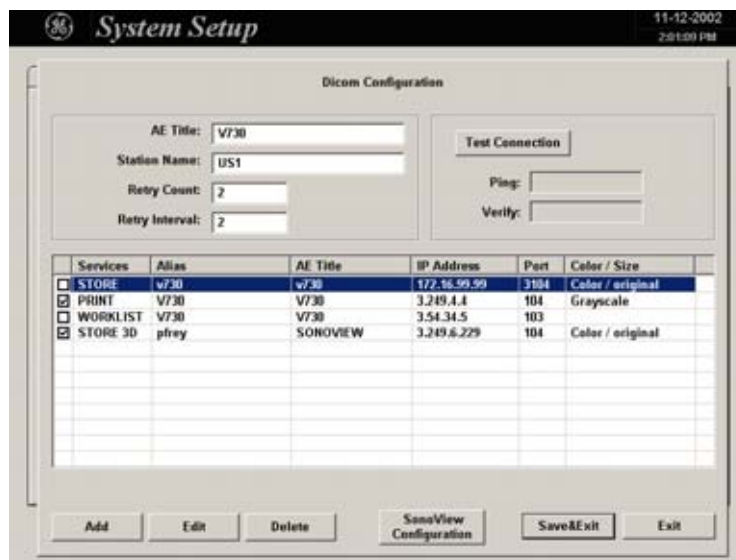 System Setup
11-12-2002
2:01:09 PM
Dicom Configuration
AE Title: V730
Station Name: US1
Retry Count: 2
Retry Interval: 2
Test Connection
Ping:
Verify:
Services Alias AE Title IP Address Port Color / Size
STORE v730 v730 172.16.99.99 3104 Color / original
PRINT V730 V730 3.249.4.4 104 Grayscale
WORKLIST V730 V730 3.54.34.5 103
STORE 3D pfrey SONOVIEW 3.249.6.229 104 Color / original
Add Edit Delete SonoView Configuration Save&Exit Exit